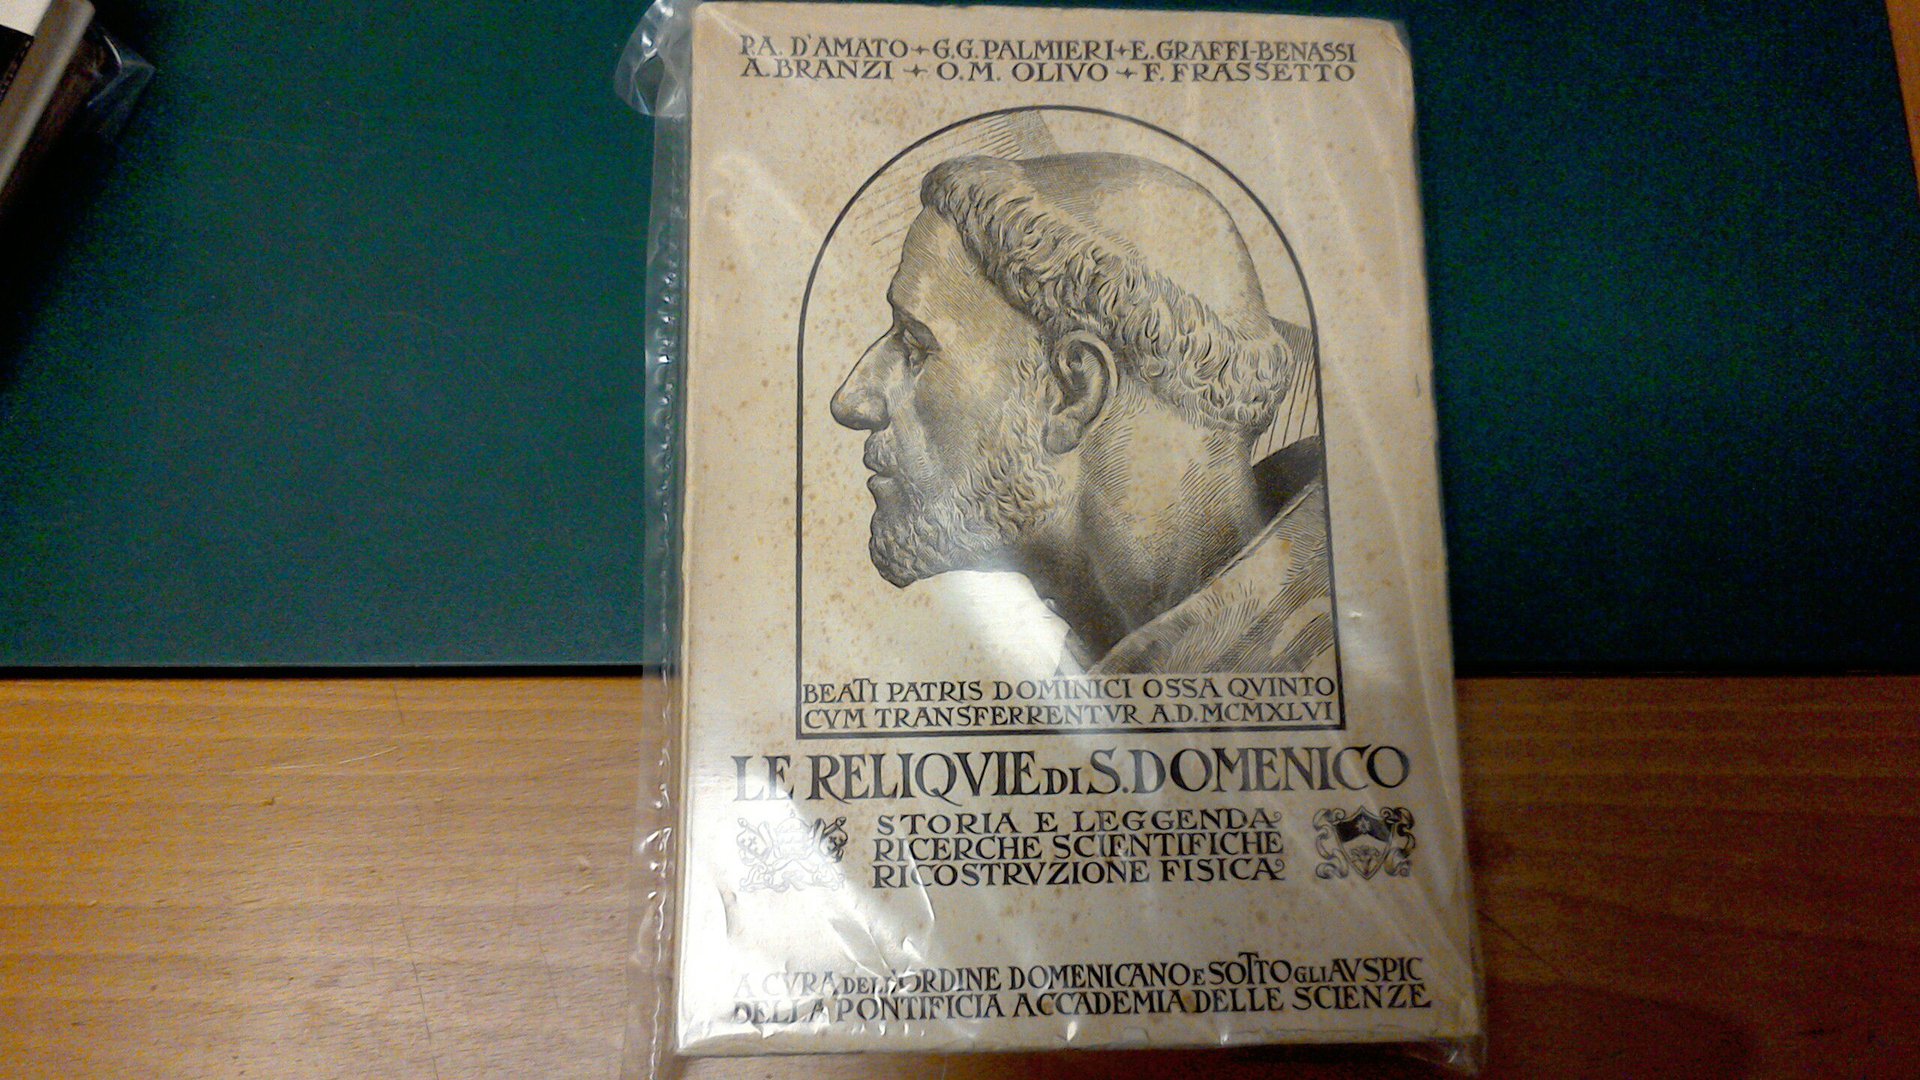 P.A. D'AMATO + G.G. PALMIERI + E. GRAFFI-BENASSI
A. BRANZI + O.M. OLIVO + F. FRASSETTO
BEATI PATRIS DOMINICI OSSA QVINTO
CVM TRANSFERRENTVR A.D. MCMXLVI
LE RELIQVIE DI S. DOMENICO
STORIA E LEGGENDA
RICERCHE SCIENTIFICHE
RICOSTRVZIONE FISICA
A CVRA DELL'ORDINE DOMENICANO E SOTTO GLI AVSPIC
DELLA PONTIFICIA ACCADEMIA DELLE SCIENZE